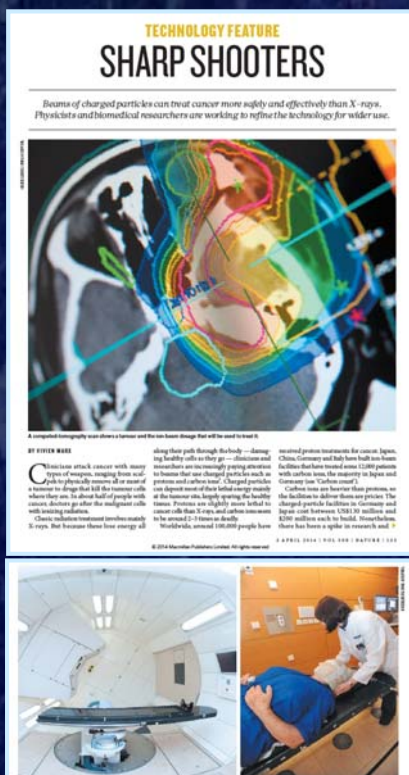 TECHNOLOGY FEATURE
SHARP SHOOTERS
Beams of charged particles can treat cancer more safely and effectively than X-rays.
Physicists and biomedical researchers are working to refine the technology for wider use.
A computed-tomography scan shows a tumour and the ion-beam dosage that will be used to treat it.
BY VIVIEN MARX
Clinicians attack cancer with many
types of weapon, ranging from scal-
pels to physically remove all or most of
a tumour to drugs that kill the tumour cells
where they are. In about half of people with
cancer, doctors go after the malignant cells
with ionizing radiation.
Classic radiation treatment involves mainly
X-rays. But because these lose energy all
along their path through the body — damag-
ing healthy cells as they go — clinicians and
researchers are increasingly paying attention
to beams that use charged particles such as
protons and carbon ions. Charged particles
can deposit most of their lethal energy mainly
at the tumour site, largely sparing the healthy
tissue. Protons are slightly more lethal to
cancer cells than X-rays, and carbon ions seem
to be around 2–3 times as deadly.
Worldwide, around 100,000 people have
received proton treatments for cancer. Japan,
China, Germany and Italy have built ion-beam
facilities that have treated some 12,000 patients
with carbon ions, the majority in Japan and
Germany (see 'Carbon count').
Carbon ions are heavier than protons, so
the facilities to deliver them are pricier. The
charged-particle facilities in Germany and
Japan cost between US$130 million and
$200 million each to build. Nonetheless,
there has been a spike in research and
3 APRIL 2014 | VOL 508 | NATURE | 133
© 2014 Macmillan Publishers Limited. All rights reserved